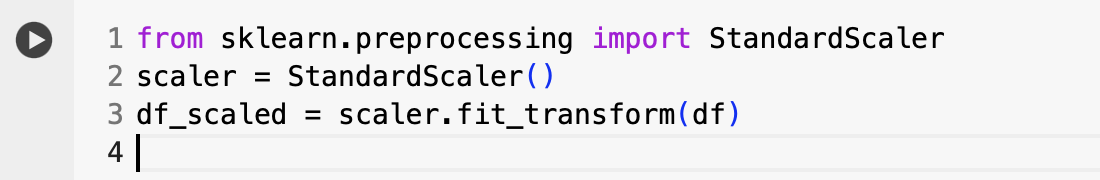 1 from sklearn.preprocessing import StandardScaler
2 scaler = StandardScaler()
3 df_scaled = scaler.fit_transform(df)
4